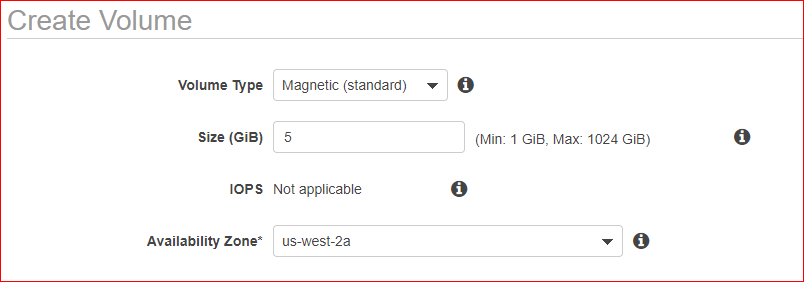 Create Volume
Volume Type Magnetic (standard)
Size (GiB) 5 (Min: 1 GiB, Max: 1024 GiB)
IOPS Not applicable
Availability Zone* us-west-2a